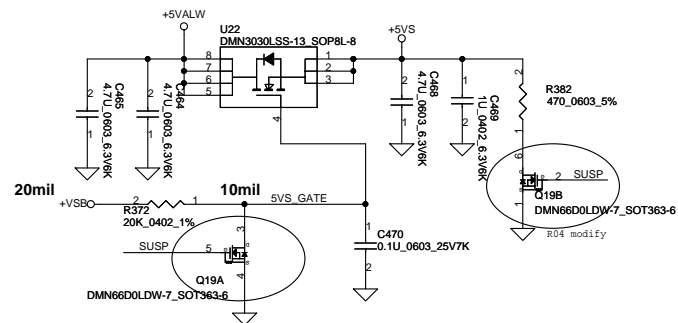 +5VALW
U22
DMN3030LSS-13_SOP8L-8
+5VS
8
7
6
5
1
2
3
4
2
C465
4.7U_0603_6.3V6K
1
2
C464
4.7U_0603_6.3V6K
1
2
C468
4.7U_0603_6.3V6K
1
2
C469
1U_0402_6.3V6K
1
2
R382
470_0603_5%
1
6
SUSP
2
Q19B
1
DMN66D0LDW-7_SOT363-6
R04 modify
20mil
+VSB
2
1
R372
20K_0402_1%
10mil
5VS_GATE
3
SUSP
5
Q19A
4
DMN66D0LDW-7_SOT363-6
1
C470
0.1U_0603_25V7K
2